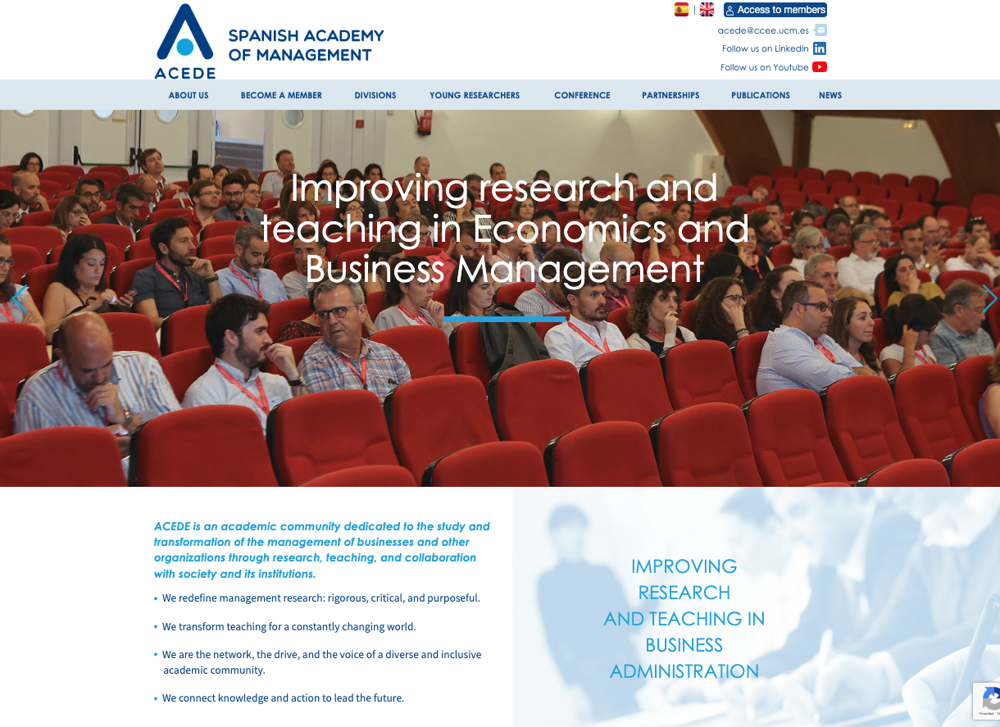 Access to members
acede@ccee.ucm.es
Follow us on LinkedIn
Follow us on Youtube
ACEDE
SPANISH ACADEMY
OF MANAGEMENT
ABOUT US
BECOME A MEMBER
DIVISIONS
YOUNG RESEARCHERS
CONFERENCE
PARTNERSHIPS
PUBLICATIONS
NEWS
Improving research and
teaching in Economics and
Business Management
ACEDE is an academic community dedicated to the study and
transformation of the management of businesses and other
organizations through research, teaching, and collaboration
with society and its institutions.
• We redefine management research: rigorous, critical, and purposeful.
• We transform teaching for a constantly changing world.
• We are the network, the drive, and the voice of a diverse and inclusive
academic community.
• We connect knowledge and action to lead the future.
IMPROVING
RESEARCH
AND TEACHING IN
BUSINESS
ADMINISTRATION